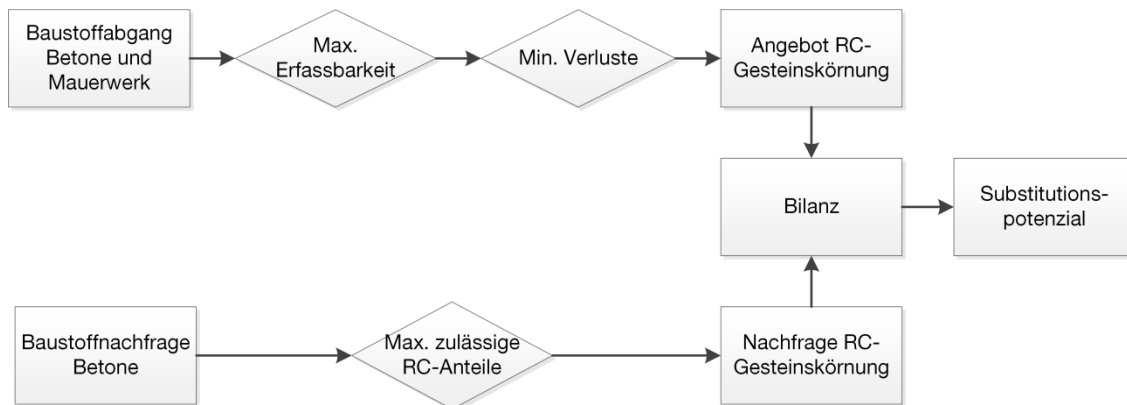 Baustoffabgang
Betone und
Mauerwerk
Max.
Erfassbarkeit
Min. Verluste
Angebot RC-
Gesteinskörnung
Bilanz
Substitutions-
potenzial
Baustoffnachfrage
Betone
Max. zulässige
RC-Anteile
Nachfrage RC-
Gesteinskörnung